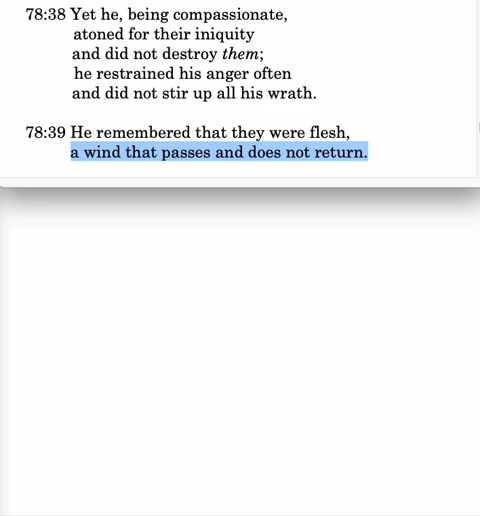 78:38 Yet he, being compassionate,
atoned for their iniquity
and did not destroy them;
he restrained his anger often
and did not stir up all his wrath.
78:39 He remembered that they were flesh,
a wind that passes and does not return.